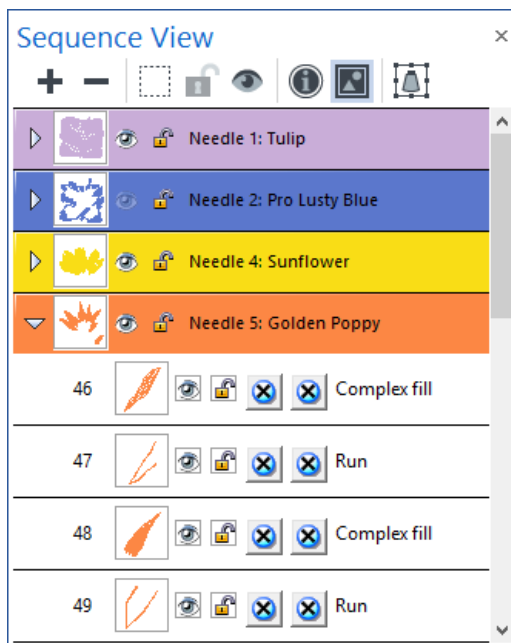 Sequence View
Needle 1: Tulip
Needle 2: Pro Lusty Blue
Needle 4: Sunflower
Needle 5: Golden Poppy
46 Complex fill
47 Run
48 Complex fill
49 Run